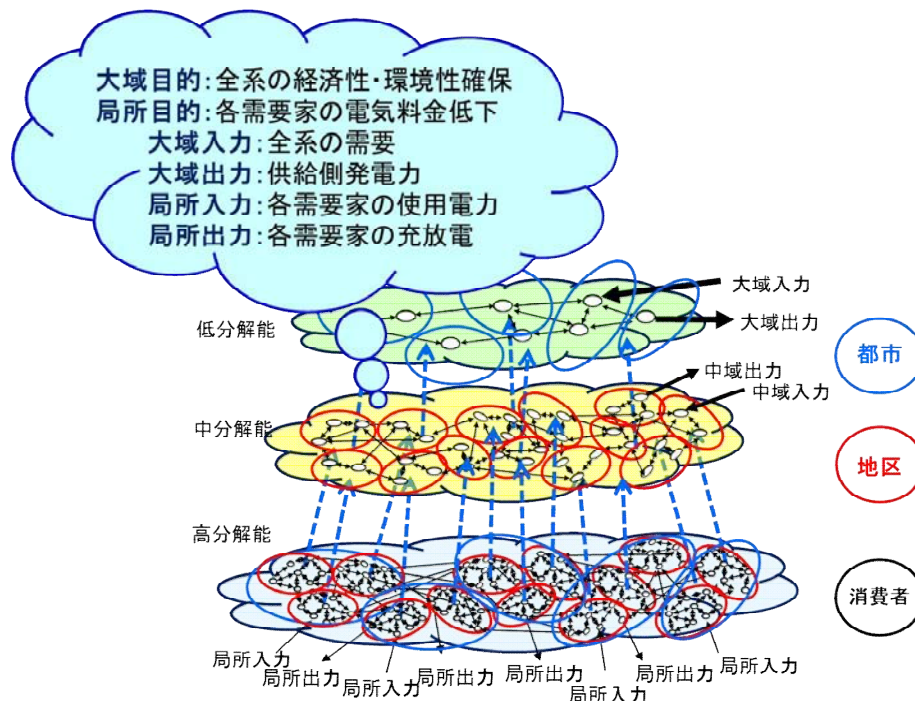 大域目的:全系の経済性・環境性確保
局所目的:各需要家の電気料金低下
大域入力:全系の需要
大域出力:供給側発電力
局所入力:各需要家の使用電力
局所出力:各需要家の充放電
大域入力
低分解能
大域出力
都市
中域出力
中域入力
中分解能
地区
高分解能
消費者
局所入力
局所出力
局所入力
局所出力
局所出力
局所入力
局所出力
局所入力